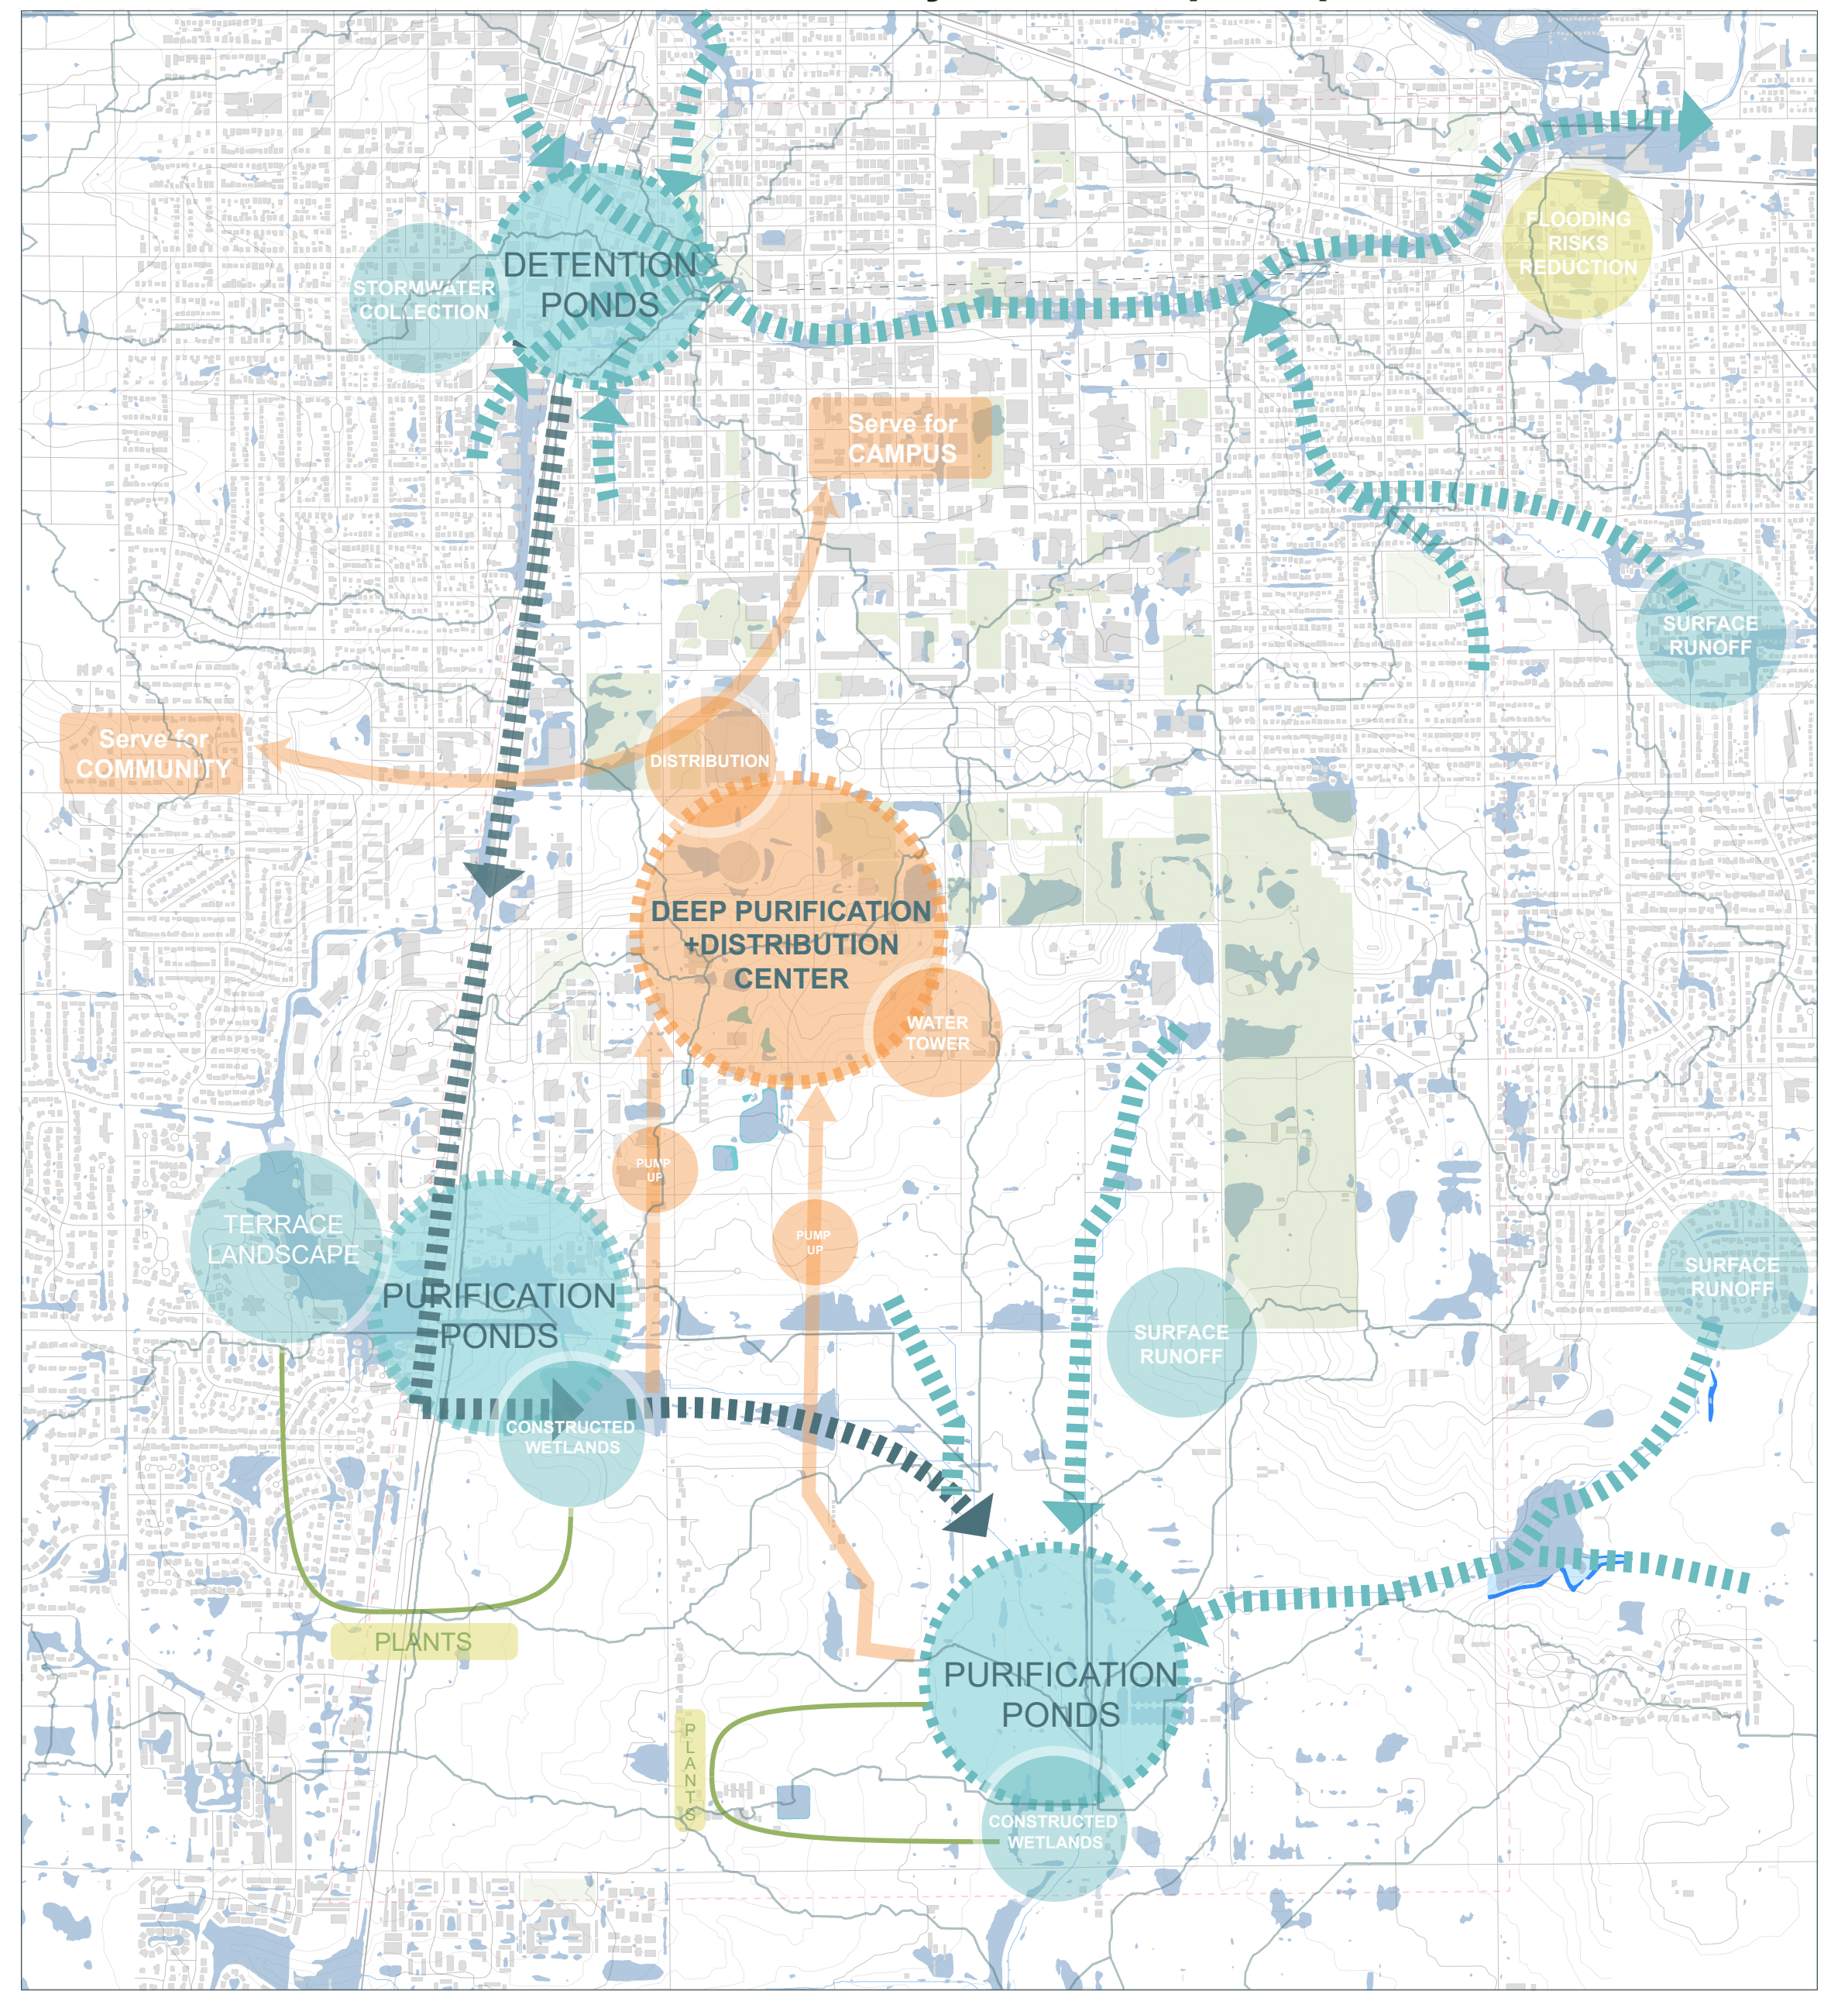 FLOODING
RISKS
REDUCTION
DETENTION
PONDS
STORMWATER
COLLECTION
Serve for
CAMPUS
SURFACE
RUNOFF
Serve for
COMMUNITY
DISTRIBUTION
DEEP PURIFICATION
+DISTRIBUTION
CENTER
WATER
TOWER
PUMP
UP
TERRACE
LANDSCAPE
PUMP
UP
PURIFICATION
PONDS
SURFACE
RUNOFF
SURFACE
RUNOFF
CONSTRUCTED
WETLANDS
PLANTS
PURIFICATION
PONDS
PLANTS
CONSTRUCTED
WETLANDS